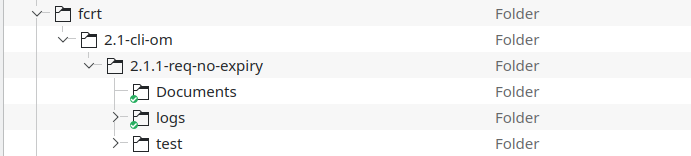 fcrt Folder
2.1-cli-om Folder
2.1.1-req-no-expiry Folder
Documents Folder
logs Folder
test Folder